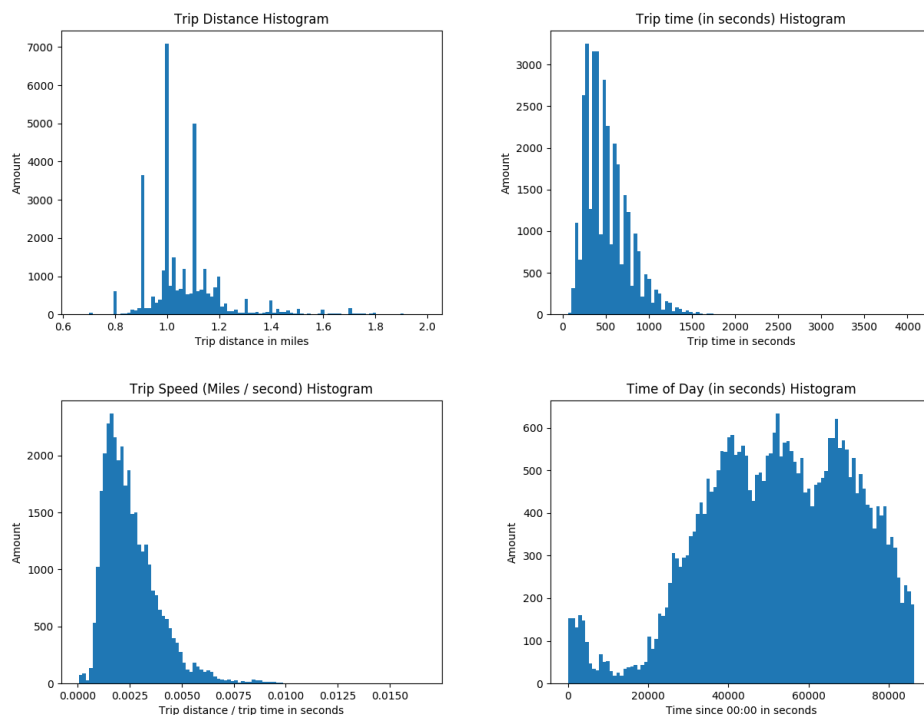 Trip Distance Histogram
7000
6000
5000
4000
3000
2000
1000
0
Amount
0.6 0.8 1.0 1.2 1.4 1.6 1.8 2.0
Trip distance in miles
Trip time (in seconds) Histogram
3000
2500
2000
1500
1000
500
0
Amount
0 500 1000 1500 2000 2500 3000 3500 4000
Trip time in seconds
Trip Speed (Miles / second) Histogram
2000
1500
1000
500
0
Amount
0.0000 0.0025 0.0050 0.0075 0.0100 0.0125 0.0150
Trip distance / trip time in seconds
Time of Day (in seconds) Histogram
600
500
400
300
200
100
0
Amount
0 20000 40000 60000 80000
Time since 00:00 in seconds